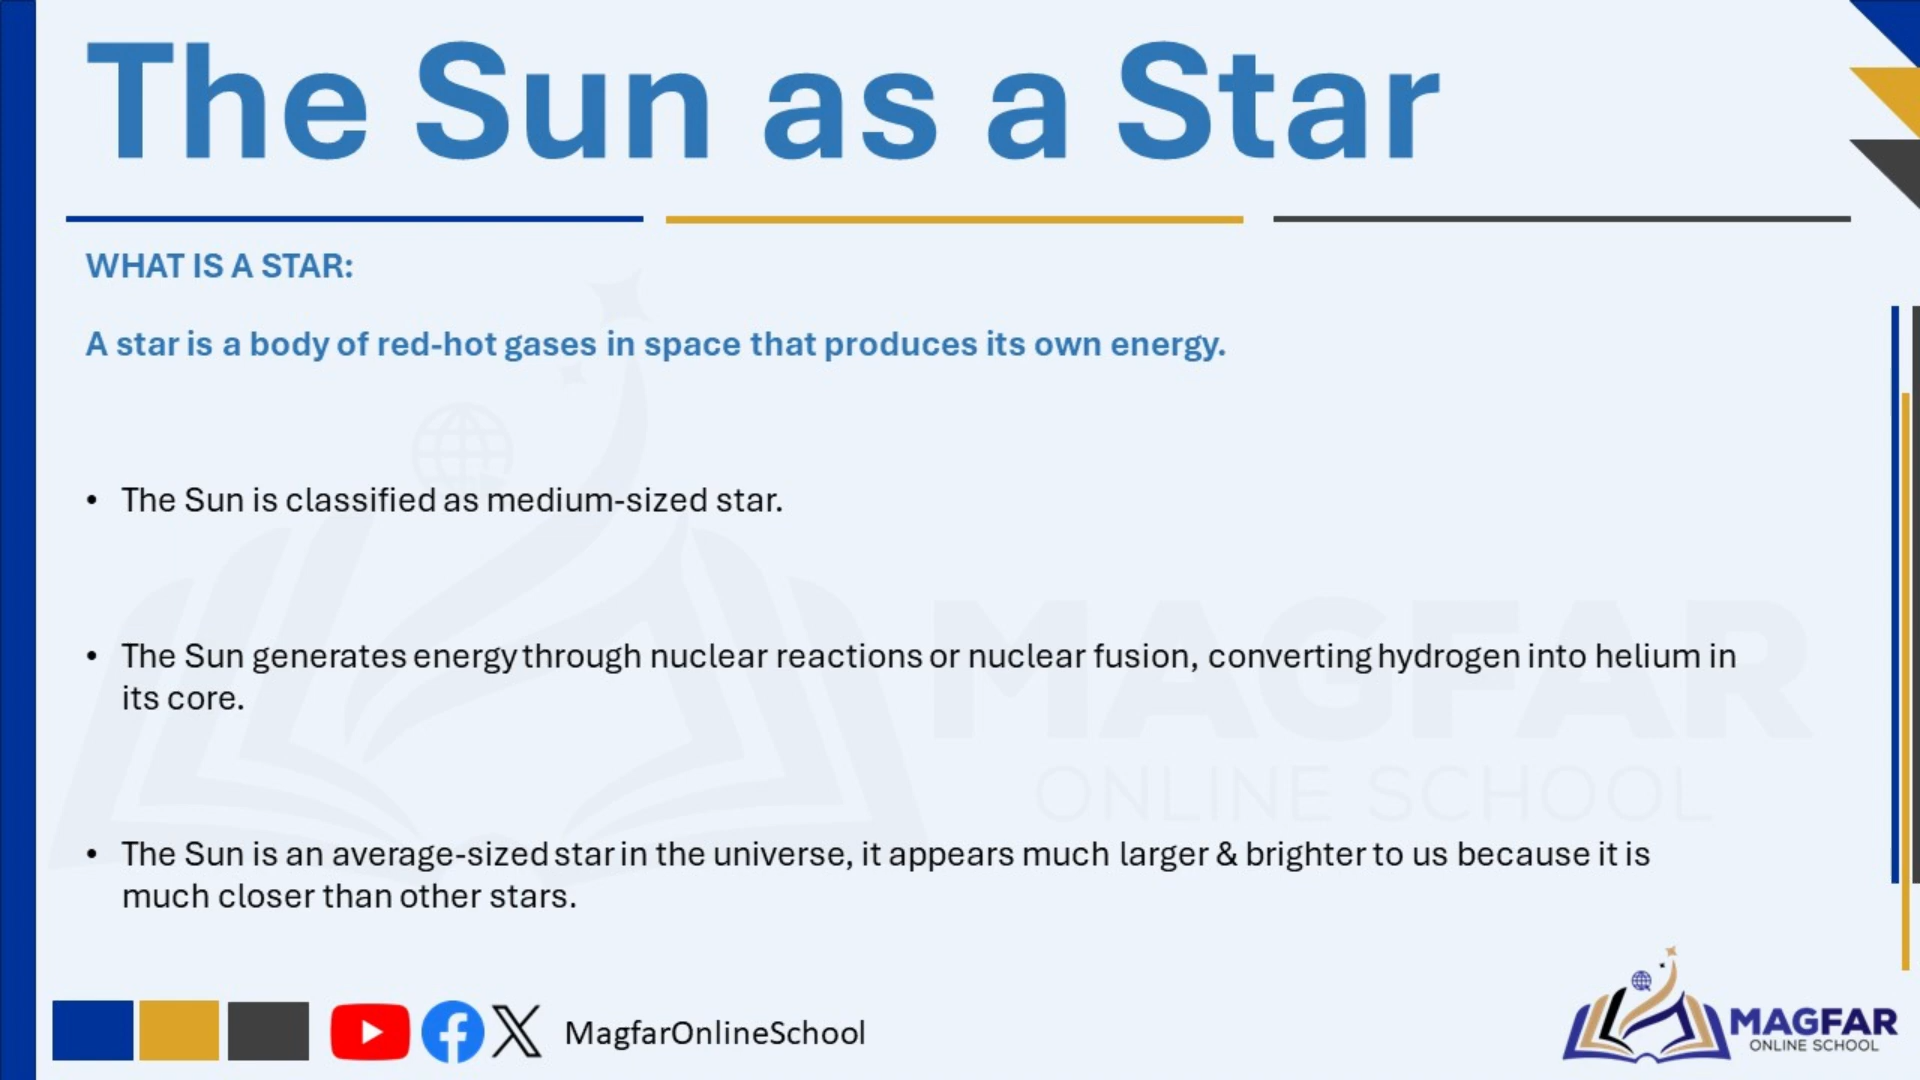 The Sun as a Star
WHAT IS A STAR:
A star is a body of red-hot gases in space that produces its own energy.
• The Sun is classified as medium-sized star.
• The Sun generates energy through nuclear reactions or nuclear fusion, converting hydrogen into helium in
its core.
• The Sun is an average-sized star in the universe, it appears much larger & brighter to us because it is
much closer than other stars.
MAGFAR
ONLINE SCHOOL
MagfarOnlineSchool
MAGFAR
ONLINE SCHOOL